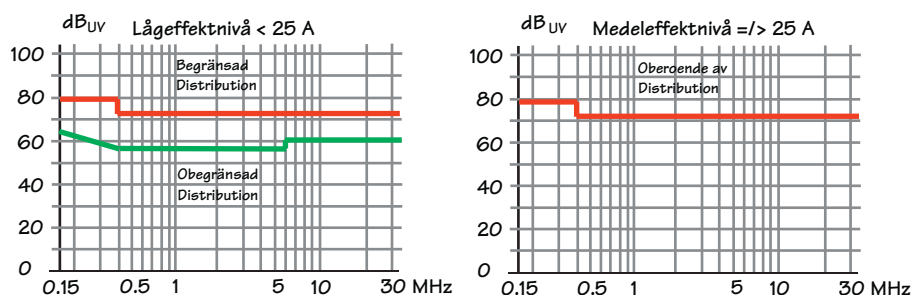 dBUV Lågeffektnivå < 25 A
100
80
60
40
20
0
Begränsad
Distribution
Obegränsad
Distribution
0.15 0.5 1 5 10 30 MHz
dBUV Medeleffektnivå =/> 25 A
100
80
60
40
20
0
Oberoende av
Distribution
0.15 0.5 1 5 10 30 MHz